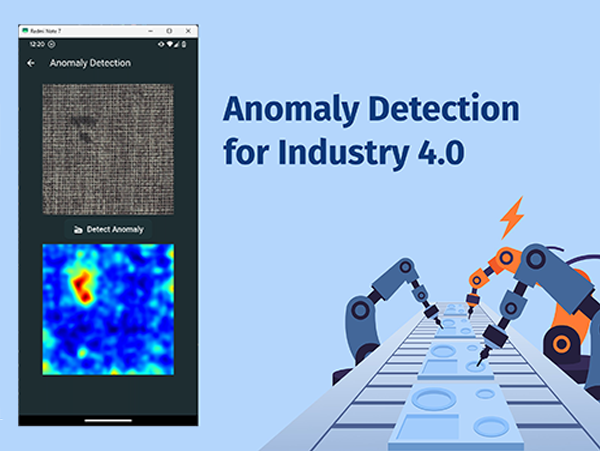 Redmi Note 7
12:20
Anomaly Detection
Detect Anomaly
Anomaly Detection
for Industry 4.0